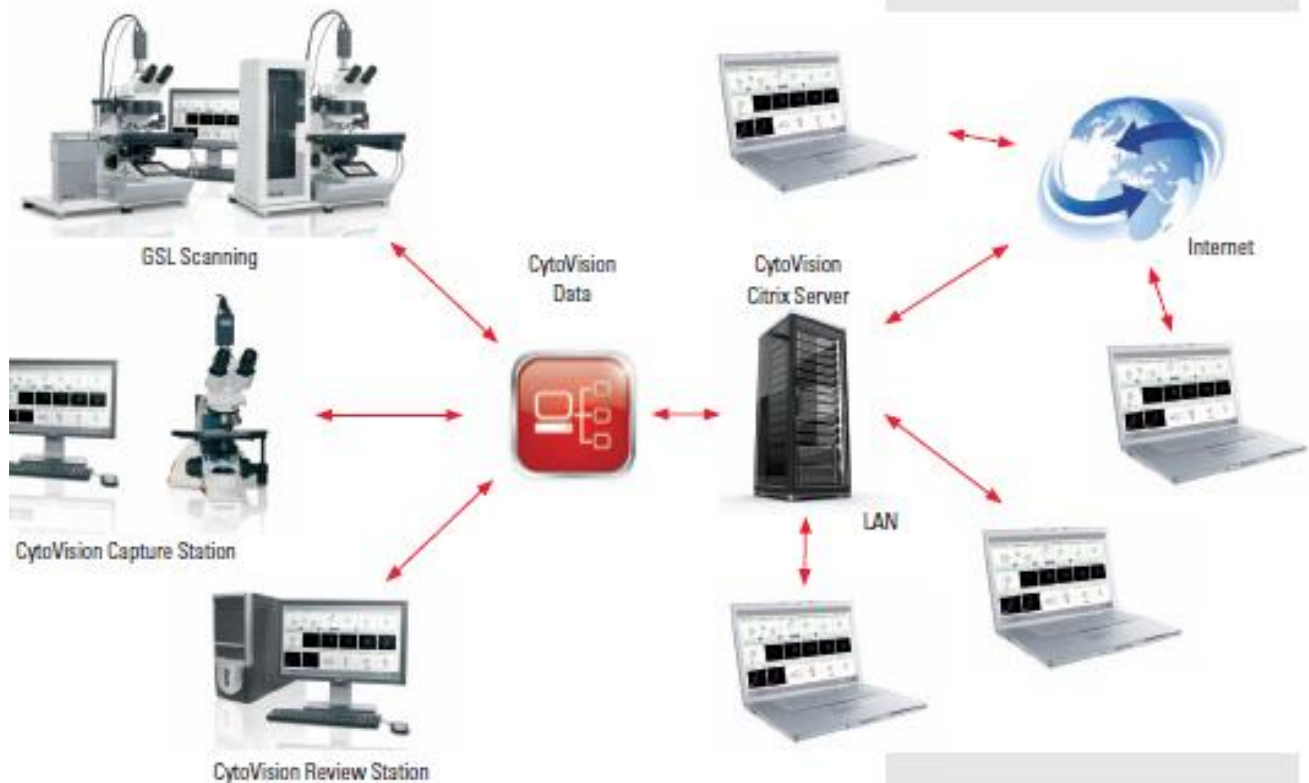 GSL Scanning
CytoVision
Data
CytoVision
Citrix Server
Internet
CytoVision Capture Station
LAN
CytoVision Review Station